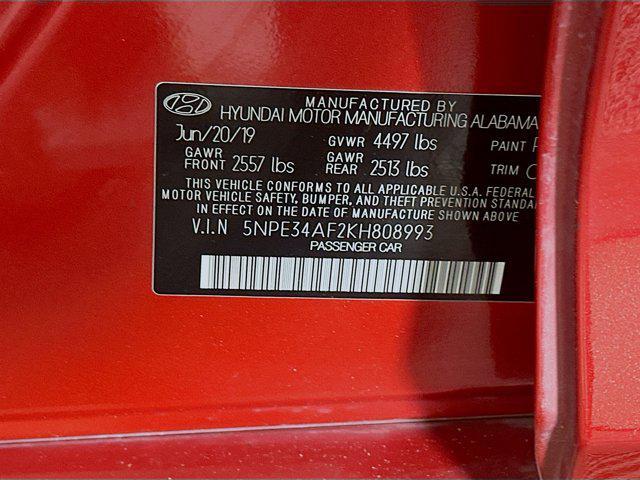 MANUFACTURED BY
HYUNDAI MOTOR MANUFACTURING ALABAMA
Jun/20/19 GVWR 4497 lbs PAINT
GAWR FRONT 2557 lbs GAWR REAR 2513 lbs TRIM
THIS VEHICLE CONFORMS TO ALL APPLICABLE U.S.A. FEDERAL
MOTOR VEHICLE SAFETY, BUMPER, AND THEFT PREVENTION
IN EFFECT ON THE DATE OF MANUFACTURE SHOWN ABOVE
V.I.N 5NPE34AF2KH808993
PASSENGER CAR